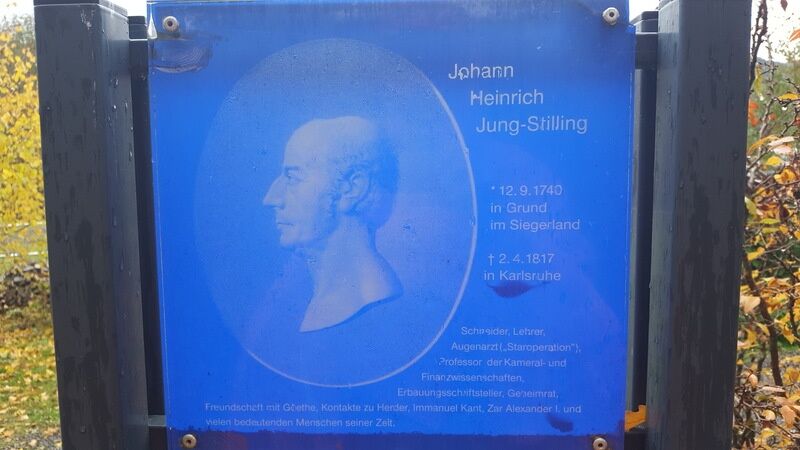 Johann
Heinrich
Jung-Stilling
* 12.9.1740
in Grund
im Siegerland
† 2.4.1817
in Karlsruhe
Schneider, Lehrer,
Augenarzt („Staroperation“),
Professor der Kameral- und
Finanzwissenschaften,
Erbauungsschriftsteller, Geheimrat,
Freundschaft mit Goethe, Kontakte zu Herder, Immanuel Kant, Zar Alexander I. und
vielen bedeutenden Menschen seiner Zeit.